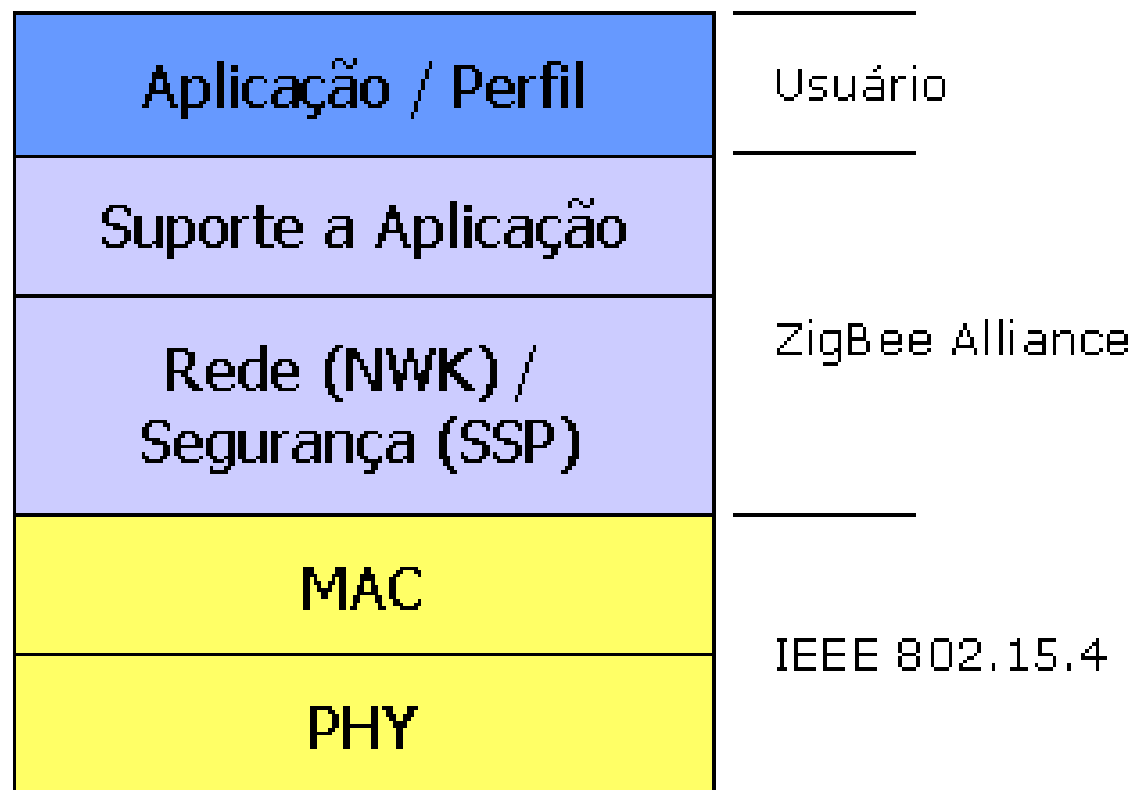 Aplicação / Perfil
Usuário
Suporte a Aplicação
Rede (NWK) /
Segurança (SSP)
ZigBee Alliance
MAC
PHY
IEEE 802.15.4